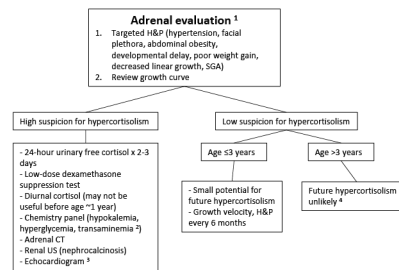 Adrenal evaluation ¹
1. Targeted H&P (hypertension, facial
plethora, abdominal obesity,
developmental delay, poor weight gain,
decreased linear growth, SGA)
2. Review growth curve
High suspicion for hypercortisolism
Low suspicion for hypercortisolism
- 24-hour urinary free cortisol x 2-3
days
- Low-dose dexamethasone
suppression test
- Diurnal cortisol (may not be
useful before age ~1 year)
- Chemistry panel (hypokalemia,
hyperglycemia, transaminemia ²)
- Adrenal CT
- Renal US (nephrocalcinosis)
- Echocardiogram ³
Age ≤3 years
Age >3 years
- Small potential for
future hypercortisolism
- Growth velocity, H&P
every 6 months
Future hypercortisolism
unlikely ⁴